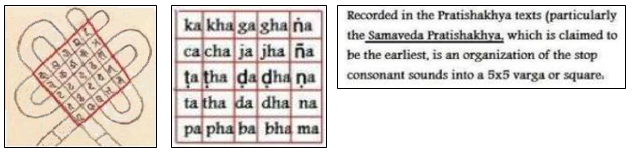 ka kha ga gha ṅa
ca cha ja jha ña
ṭa ṭha ḍa ḍha ṇa
ta tha da dha na
pa pha ba bha ma
Recorded in the Pratishakhya texts (particularly
the Samaveda Pratishakhya, which is claimed to
be the earliest, is an organization of the stop
consonant sounds into a 5x5 varga or square.